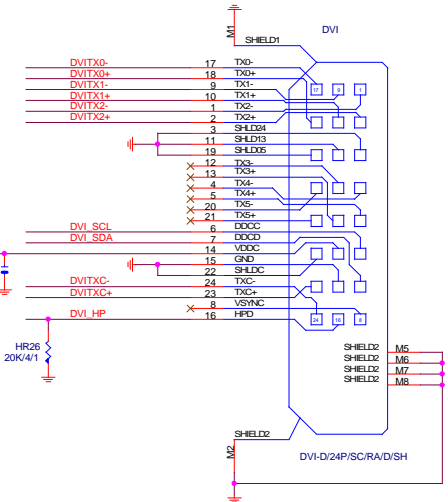 M1
DVI
SHIELD1
DVITX0- 17 TX0-
DVITX0+ 18 TX0+
DVITX1- 9 TX1-
DVITX1+ 10 TX1+
DVITX2- 1 TX2-
DVITX2+ 2 TX2+
3 SHLD24
11 SHLD13
19 SHLD05
12 TX3-
13 TX3+
4 TX4-
5 TX4+
20 TX5-
21 TX5+
DVI_SCL 6 DDCC
DVI_SDA 7 DDCD
14 VDDC
15 GND
22 SHLDC
DVITXC- 24 TXC-
DVITXC+ 23 TXC+
8 VSYNC
DVI_HP 16 HPD
17 9 1
24 16 8
HR26
20K/4/1
SHIELD2 M5
SHIELD2 M6
SHIELD2 M7
SHIELD2 M8
SHIELD2
M2
DVI-D/24P/SC/RA/D/SH